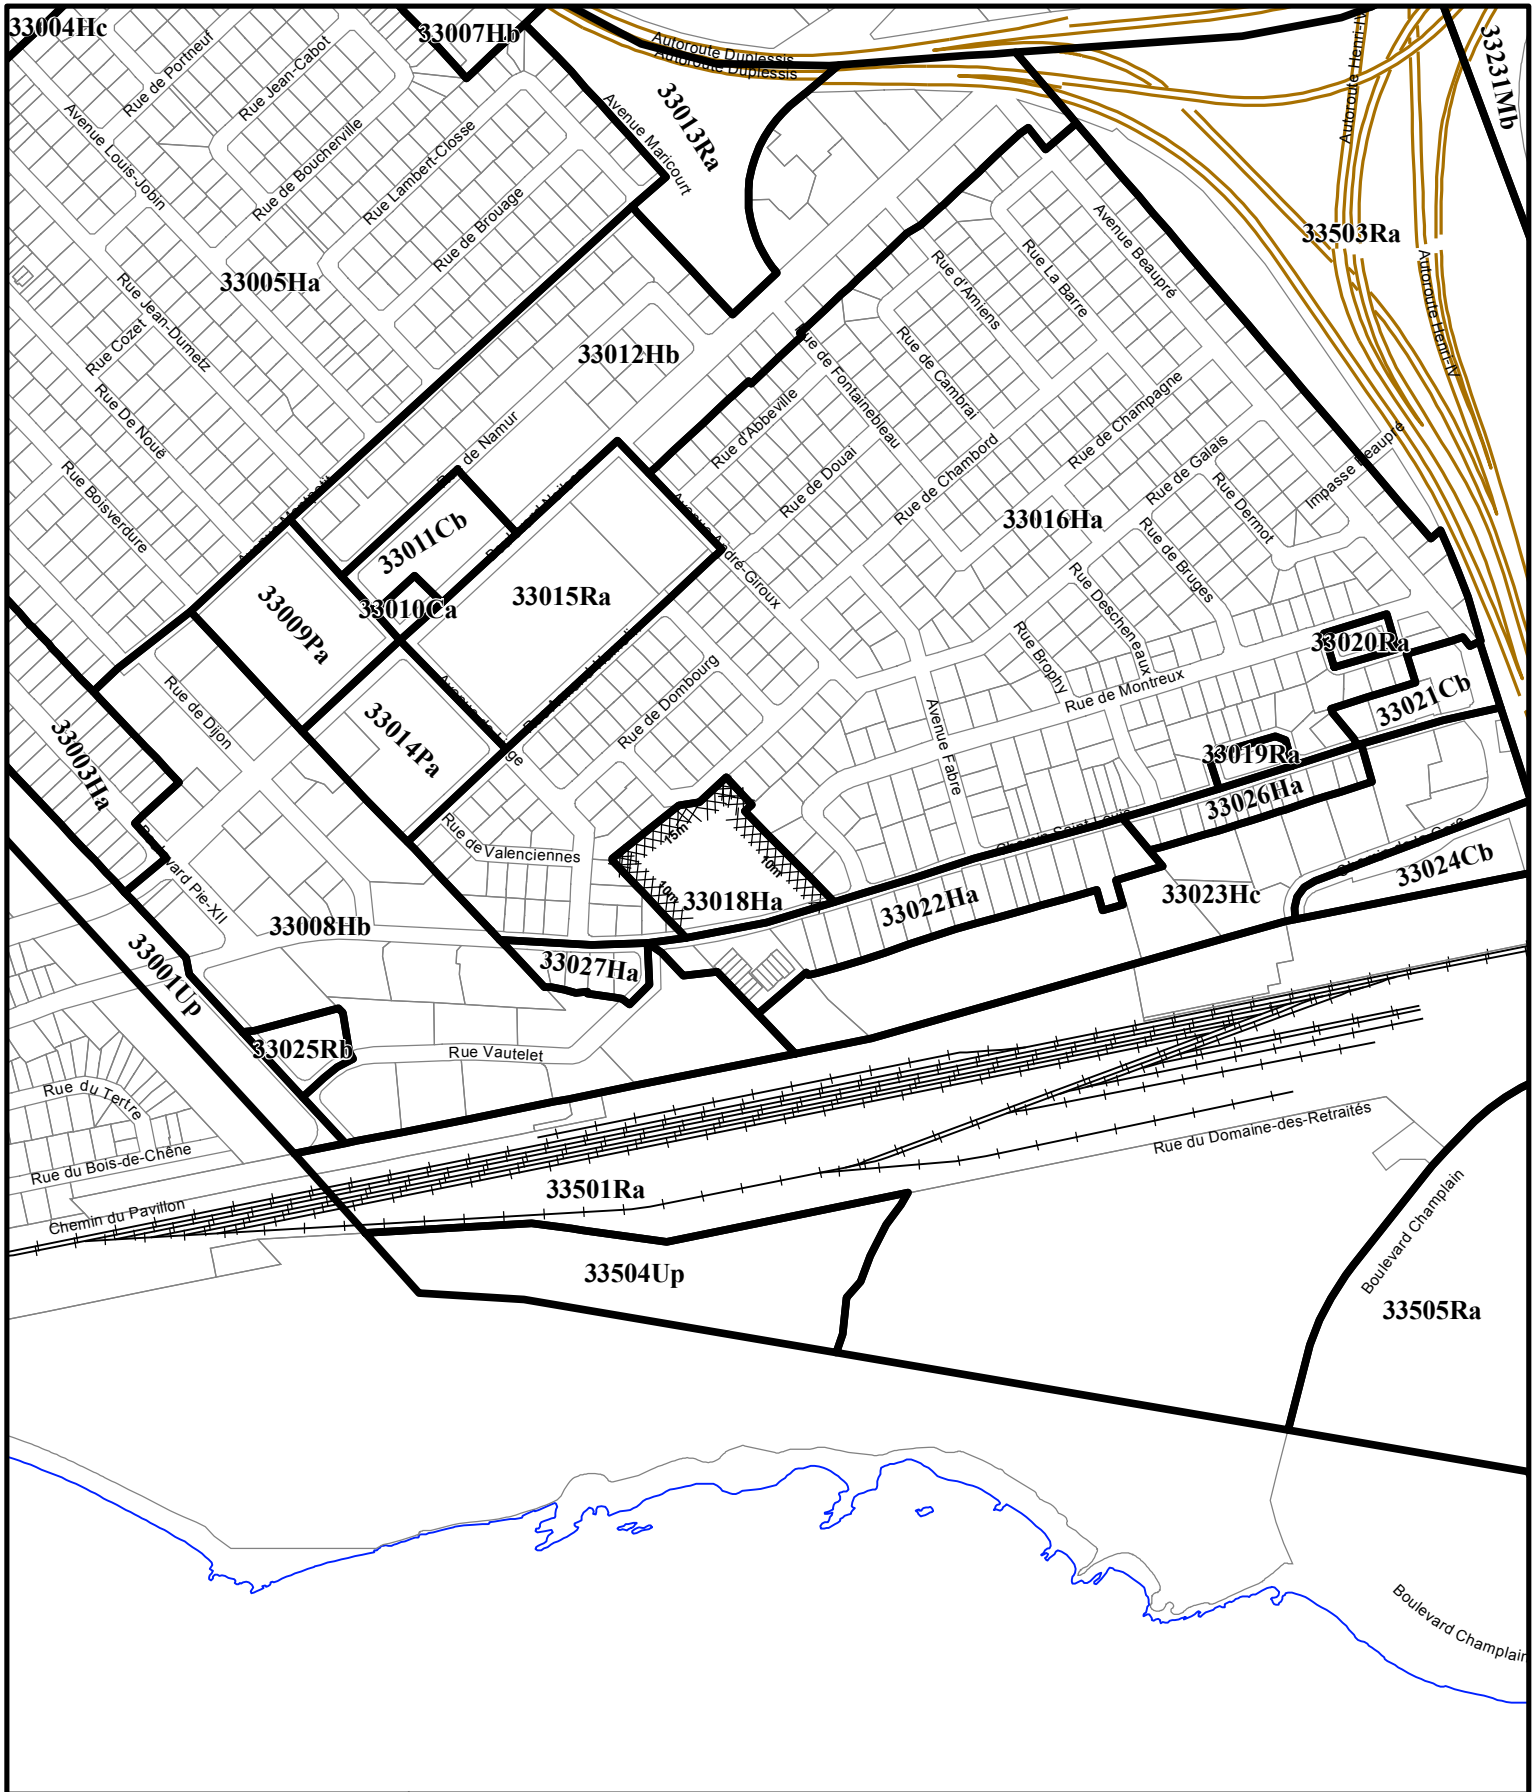 33004Hc
33007Hb
Autoroute Duplessis
Autoroute Duplessis
Autoroute Henri-IV
33231Mb
Rue de Portneuf
Rue Jean-Cabot
Avenue Louis-Jobin
Rue de Boucherville
Rue Lambert-Closse
Rue de Brouage
Avenue Maricourt
33013Ra
33503Ra
Autoroute Henri-IV
33005Ha
Rue Jean-Dumetz
Rue Cozet
Rue De Noué
Rue Boisverdure
33012Hb
de Namur
Avenue Beaupré
Rue La Barre
Rue d'Amiens
Rue de Cambrai
Rue de Fontainebleau
Rue d'Abbeville
Rue de Douai
Rue de Chambord
Rue de Champagne
Rue de Galais
Rue Dermot
Impasse Beaupré
33016Ha
Rue de Bruges
Rue Descheneaux
Rue Brophy
Rue de Montreux
Avenue André-Giroux
33011Cb
33010Ca
33015Ra
33009Pa
33014Pa
Rue de Dombourg
Rue de Dijon
33003Ha
33020Ra
33021Cb
33019Ra
33026Ha
Avenue Fabre
Chemin Saint-Louis
33024Cb
33023Hc
33022Ha
15m
10m
10m
33018Ha
Rue de Valenciennes
33008Hb
33027Ha
33001Up
33025Rb
Rue Vautelet
Rue du Tertre
Rue du Bois-de-Chêne
Chemin du Pavillon
33501Ra
Rue du Domaine-des-Retraités
33504Up
Boulevard Champlain
33505Ra
Boulevard Champlain